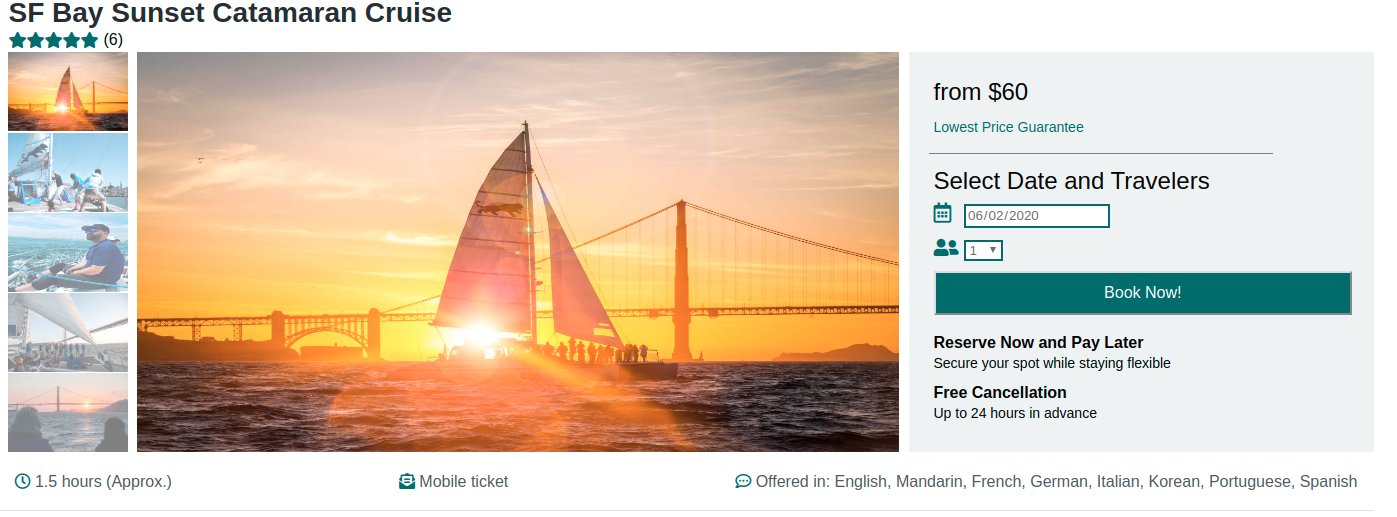 SF Bay Sunset Catamaran Cruise
(6)
from $60
Lowest Price Guarantee
Select Date and Travelers
06/02/2020
1
Book Now!
Reserve Now and Pay Later
Secure your spot while staying flexible
Free Cancellation
Up to 24 hours in advance
1.5 hours (Approx.)
Mobile ticket
Offered in: English, Mandarin, French, German, Italian, Korean, Portuguese, Spanish